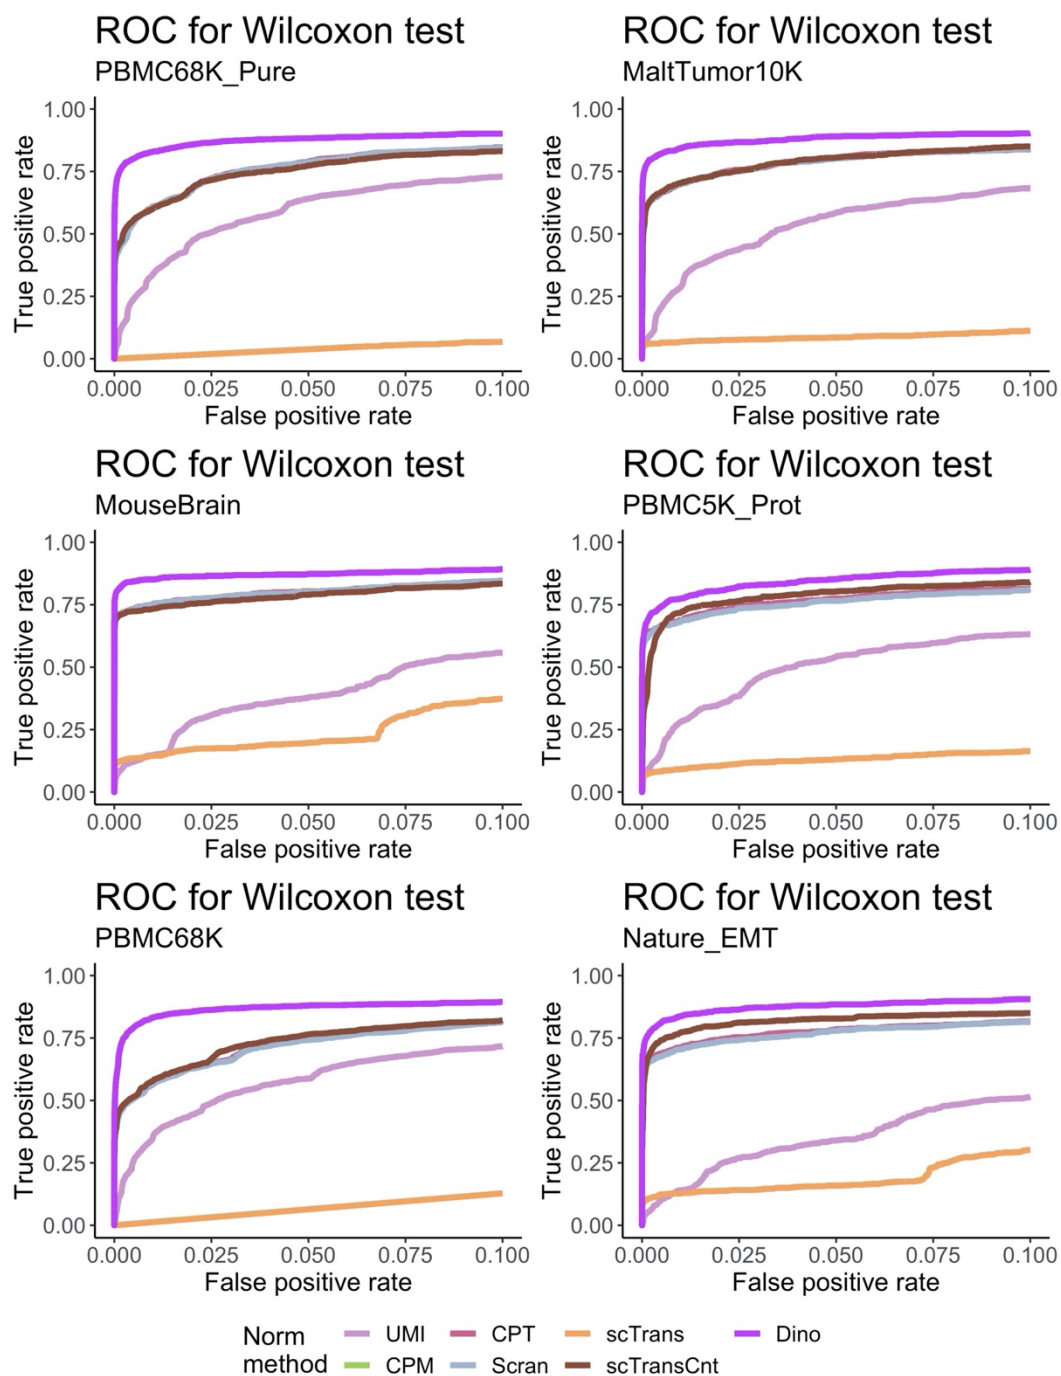 ROC for Wilcoxon test
PBMC68K_Pure
True positive rate
1.00
0.75
0.50
0.25
0.00
0.000 0.025 0.050 0.075 0.100
False positive rate
ROC for Wilcoxon test
MaltTumor10K
True positive rate
1.00
0.75
0.50
0.25
0.00
0.000 0.025 0.050 0.075 0.100
False positive rate
ROC for Wilcoxon test
MouseBrain
True positive rate
1.00
0.75
0.50
0.25
0.00
0.000 0.025 0.050 0.075 0.100
False positive rate
ROC for Wilcoxon test
PBMC5K_Prot
True positive rate
1.00
0.75
0.50
0.25
0.00
0.000 0.025 0.050 0.075 0.100
False positive rate
ROC for Wilcoxon test
PBMC68K
True positive rate
1.00
0.75
0.50
0.25
0.00
0.000 0.025 0.050 0.075 0.100
False positive rate
ROC for Wilcoxon test
Nature_EMT
True positive rate
1.00
0.75
0.50
0.25
0.00
0.000 0.025 0.050 0.075 0.100
False positive rate
Norm method
UMI CPT scTrans Dino
CPM Scran scTransCnt